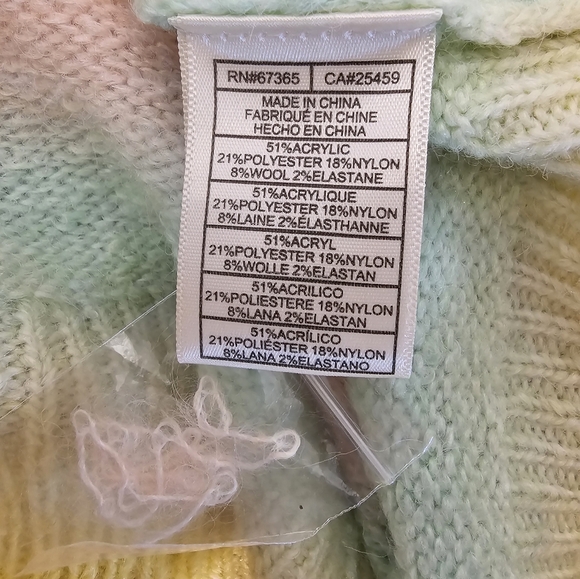 RN#67365 CA#25459
MADE IN CHINA
FABRIQUÉ EN CHINE
HECHO EN CHINA
51%ACRYLIC
21%POLYESTER 18%NYLON
8%WOOL 2%ELASTANE
51%ACRYLIQUE
21%POLYESTER 18%NYLON
8%LAINE 2%ÉLASTHANNE
51%ACRYL
21%POLYESTER 18%NYLON
8%WOLLE 2%ELASTAN
51%ACRILICO
21%POLIESTERE 18%NYLON
8%LANA 2%ELASTAN
51%ACRÍLICO
21%POLIÉSTER 18%NYLON
8%LANA 2%ELASTANO